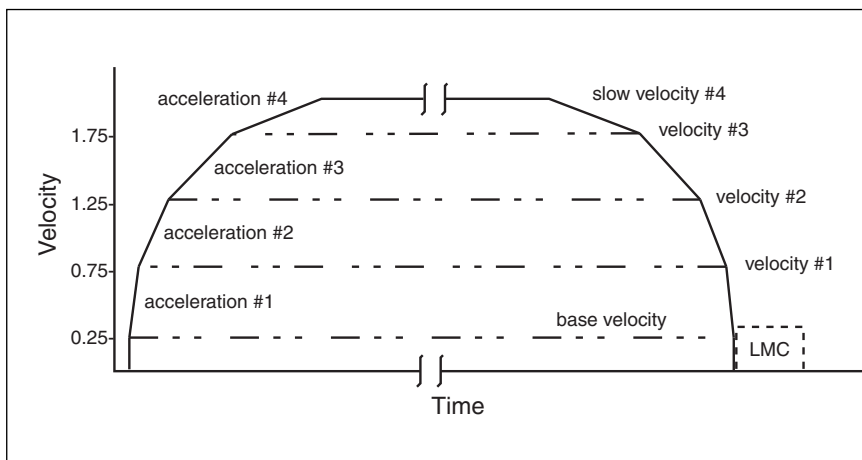 acceleration #4
slow velocity #4
1.75
velocity #3
acceleration #3
Velocity
1.25
velocity #2
acceleration #2
0.75
velocity #1
acceleration #1
base velocity
0.25
LMC
Time